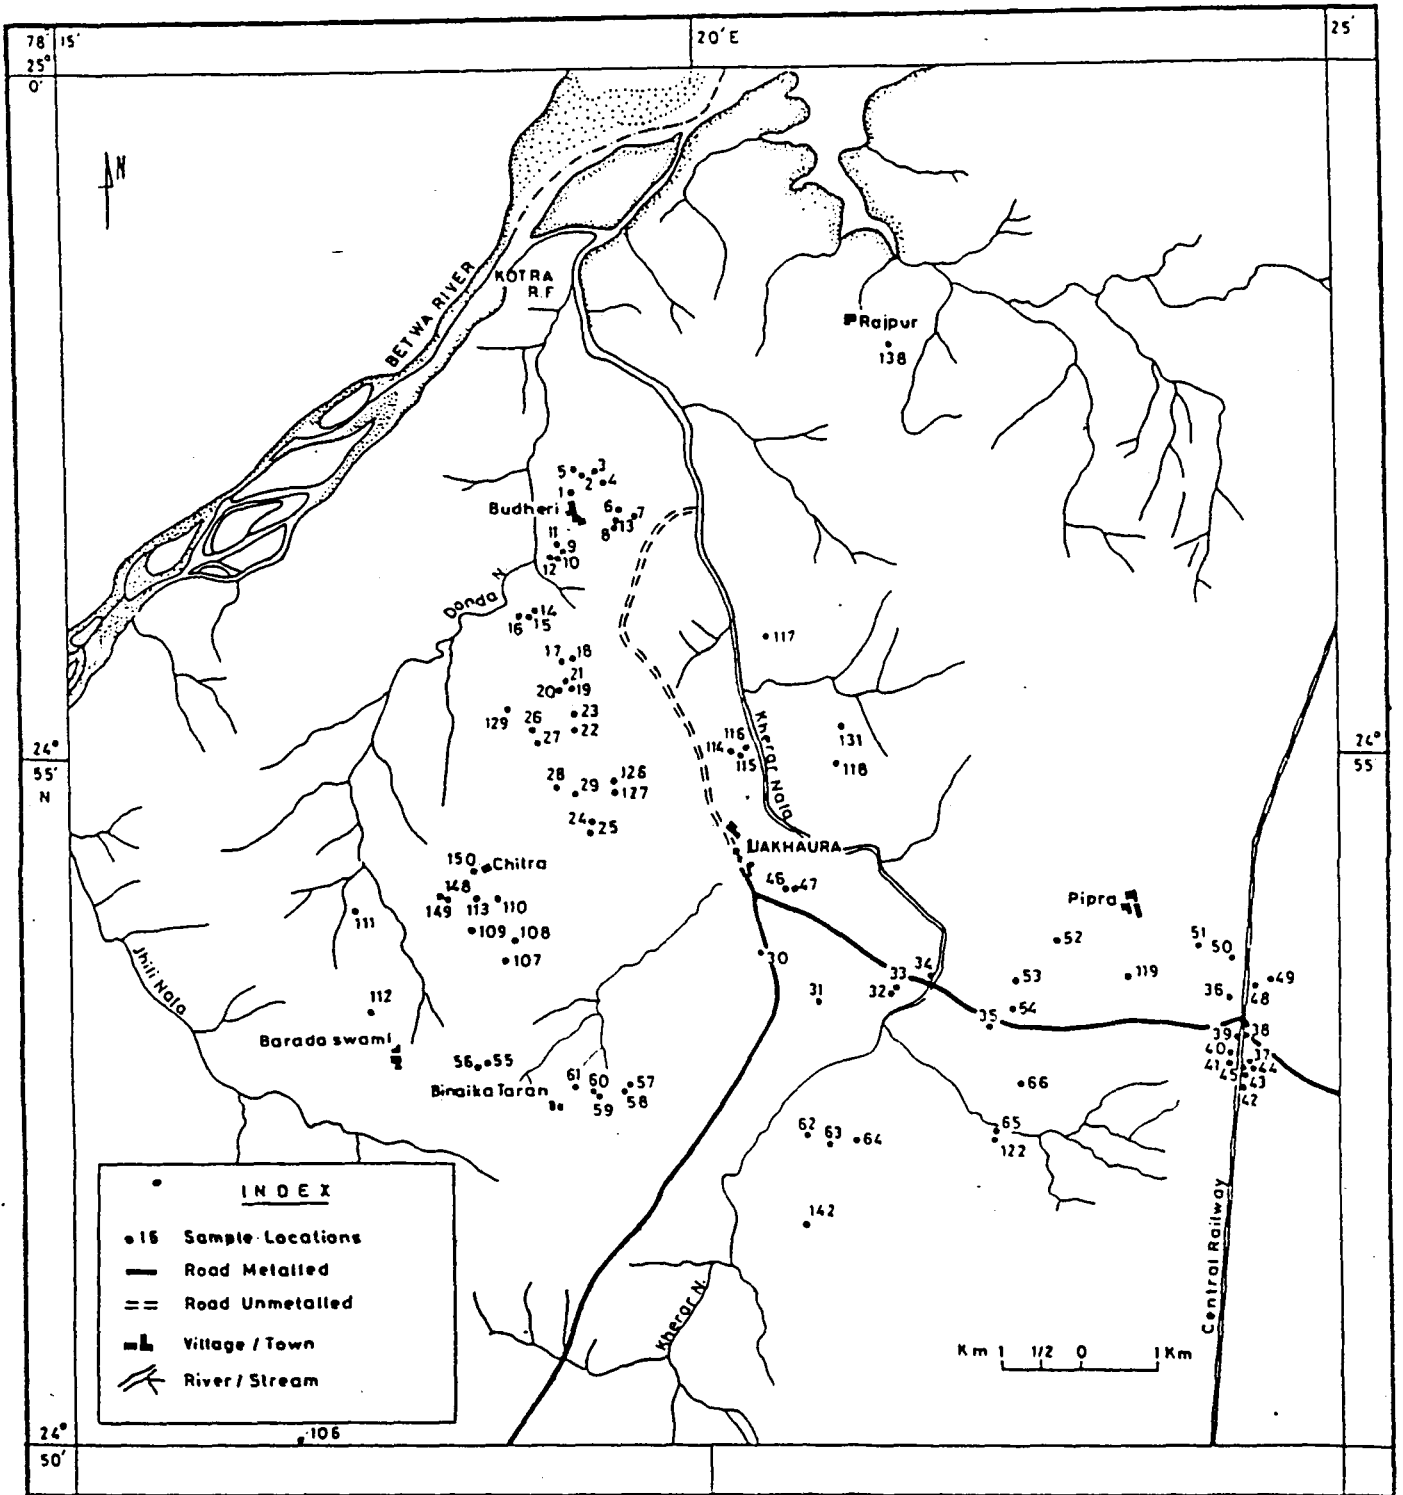 78° 15' 20'E 25'
25°
0'
N
KOTRA
R.F
BETWA RIVER
Rajpur
138
5 3
2 4
1
Budheri 6 7
13
8
11
9
12 10
Donda N
14
16 15
117
17 18
21
20 19
129 26 23
27 22
116
114
115
Kherar Nala
131
118
24° 24°
55' 55'
N
28 29 126
127
24 25
JAKHAURA
150 Chitra
148
149 113 110
46 47
Pipra
111
109 108
107
51
52 50
30
34
33
32
53
119
49
36 48
Jhili Nala
112
31
54
35
Barada swami
39 38
40 37
41 44
45 43
42
56 55
61 60 57
Binaika Taran
59 58
66
62 63 64
65
122
142
INDEX
15 Sample Locations
Road Metalled
Road Unmetalled
Village / Town
River / Stream
Kherar N.
Central Railway
Km 1 1/2 0 1 Km
24°
50'
106